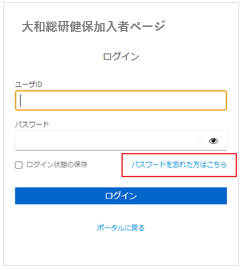 大和総研健保加入者ページ
ログイン
ユーザID
パスワード
ログイン状態の保存
パスワードを忘れた方はこちら
ログイン
ポータルに戻る